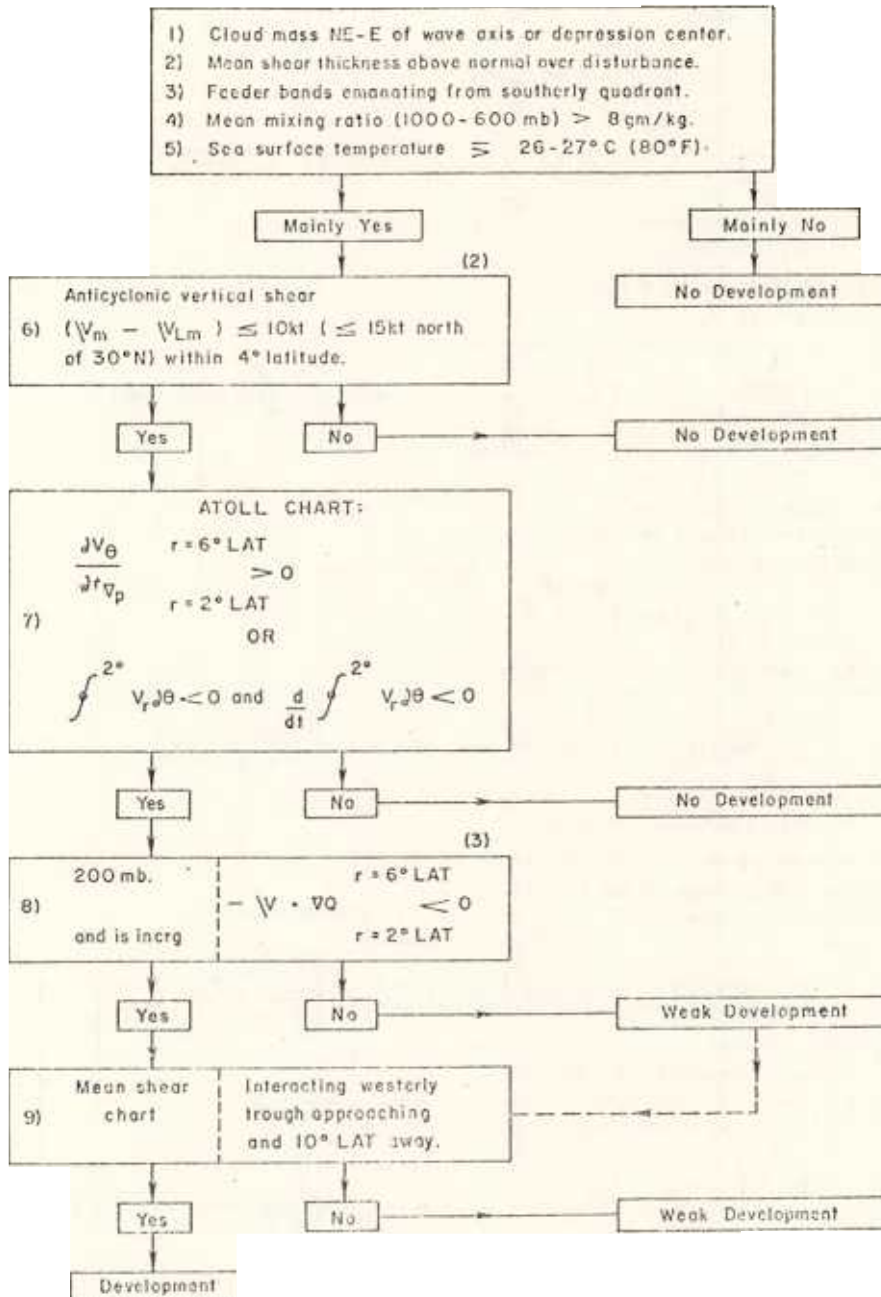 1) Cloud mass NE-E of wave axis or depression center.
2) Mean shear thickness above normal over disturbance.
3) Feeder bands emanating from southerly quadrant.
4) Mean mixing ratio (1000-600 mb) > 8 gm/kg.
5) Sea surface temperature ≧ 26-27°C (80°F).
Mainly Yes
Mainly No
No Development
(2)
Anticyclonic vertical shear
6) (\Vm - \VLm) ≤ 10kt (≤ 15kt north
of 30°N) within 4° latitude.
Yes
No
No Development
7)
ATOLL CHART:
∂Vθ r = 6° LAT
> 0
∂t ∇p r = 2° LAT
OR
∮ 2° Vr ∂θ < 0 and d/dt ∮ 2° Vr ∂θ < 0
Yes
No
No Development
(3)
8) 200 mb.
and is incrg
r = 6° LAT
- \V • ∇Q < 0
r = 2° LAT
Yes
No
Weak Development
9) Mean shear
chart
Interacting westerly
trough approaching
and 10° LAT away.
Yes
No
Weak Development
Development